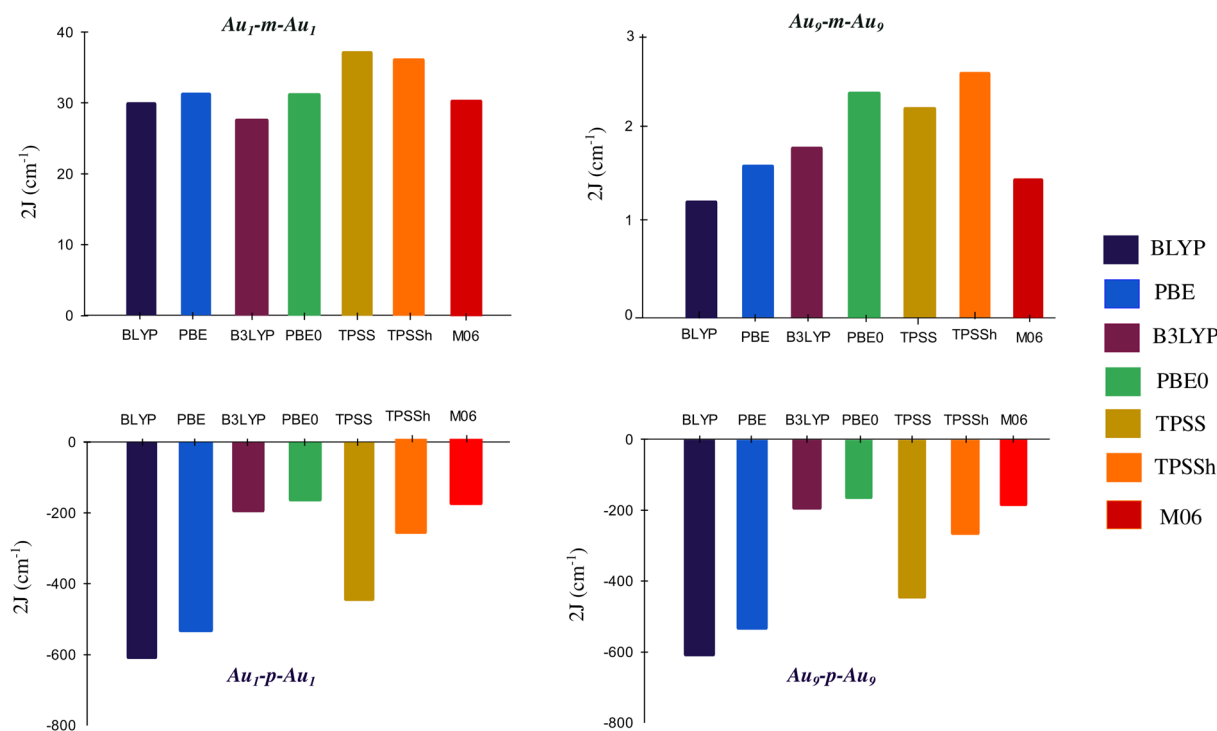 Au1-m-Au1
40
30
20
10
0
2J (cm-1)
BLYP PBE B3LYP PBE0 TPSS TPSSh M06
Au9-m-Au9
3
2
1
0
2J (cm-1)
BLYP PBE B3LYP PBE0 TPSS TPSSh M06
BLYP PBE B3LYP PBE0 TPSS TPSSh M06
0
-200
-400
-600
-800
2J (cm-1)
Au1-p-Au1
BLYP PBE B3LYP PBE0 TPSS TPSSh M06
0
-200
-400
-600
-800
2J (cm-1)
Au9-p-Au9
BLYP
PBE
B3LYP
PBE0
TPSS
TPSSh
M06